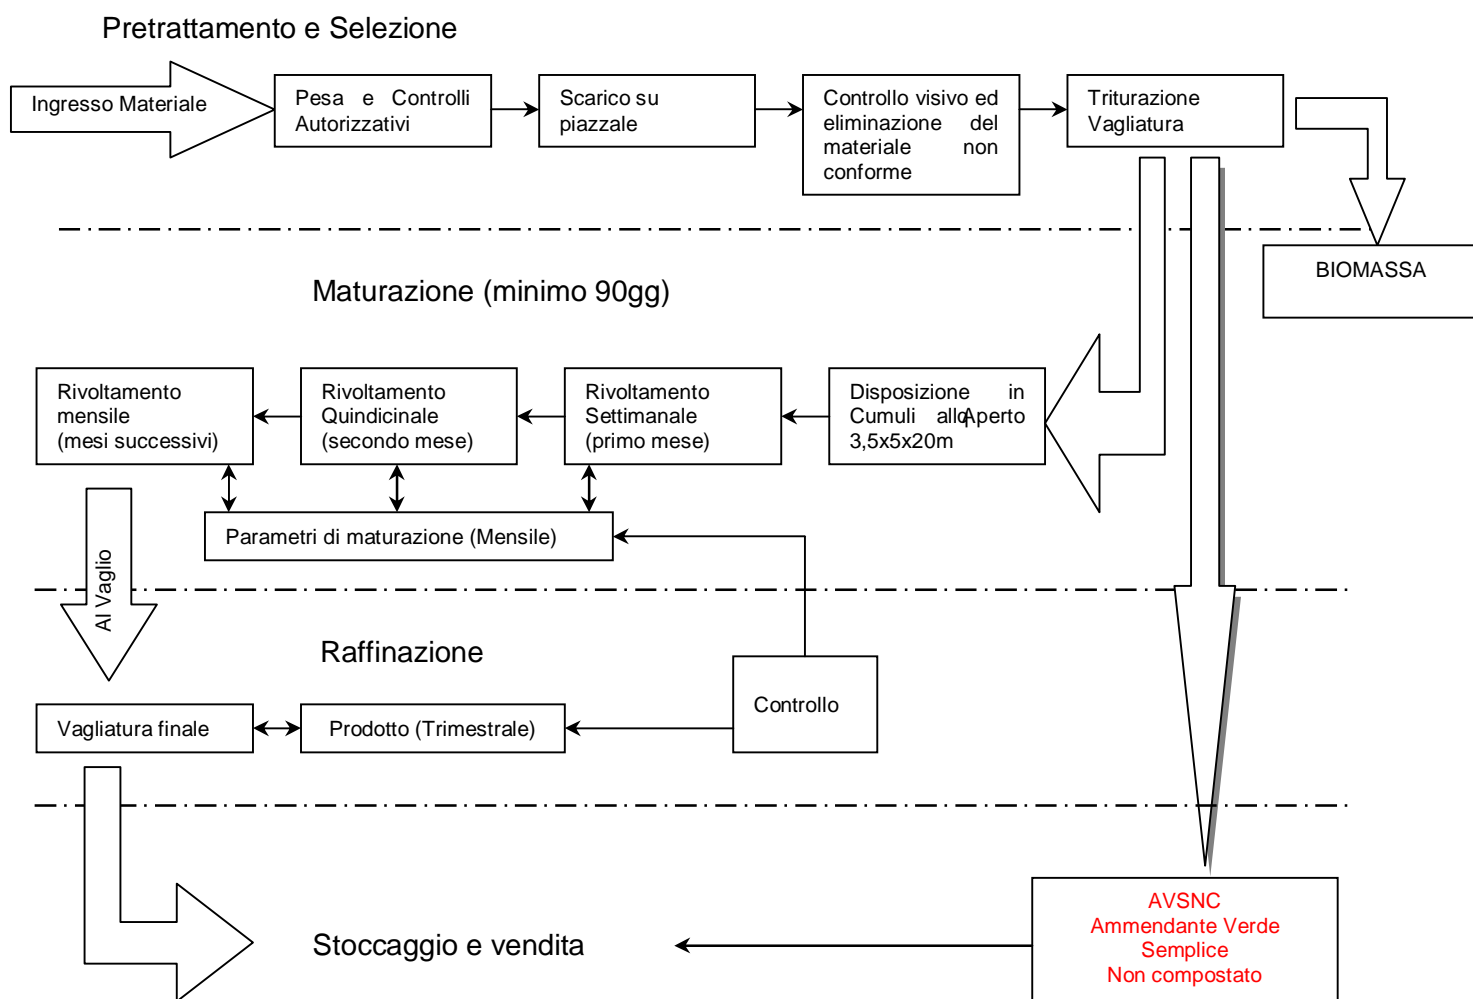 Pretrattamento e Selezione
Ingresso Materiale
Pesa e Controlli
Autorizzativi
Scarico su
piazzale
Controllo visivo ed
eliminazione del
materiale non
conforme
Triturazione
Vagliatura
BIOMASSA
Maturazione (minimo 90gg)
Rivoltamento
mensile
(mesi successivi)
Rivoltamento
Quindicinale
(secondo mese)
Rivoltamento
Settimanale
(primo mese)
Disposizione in
Cumuli all'Aperto
3,5x5x20m
Parametri di maturazione (Mensile)
Al Vaglio
Raffinazione
Controllo
Vagliatura finale
Prodotto (Trimestrale)
Stoccaggio e vendita
AVSNC
Ammendante Verde
Semplice
Non compostato